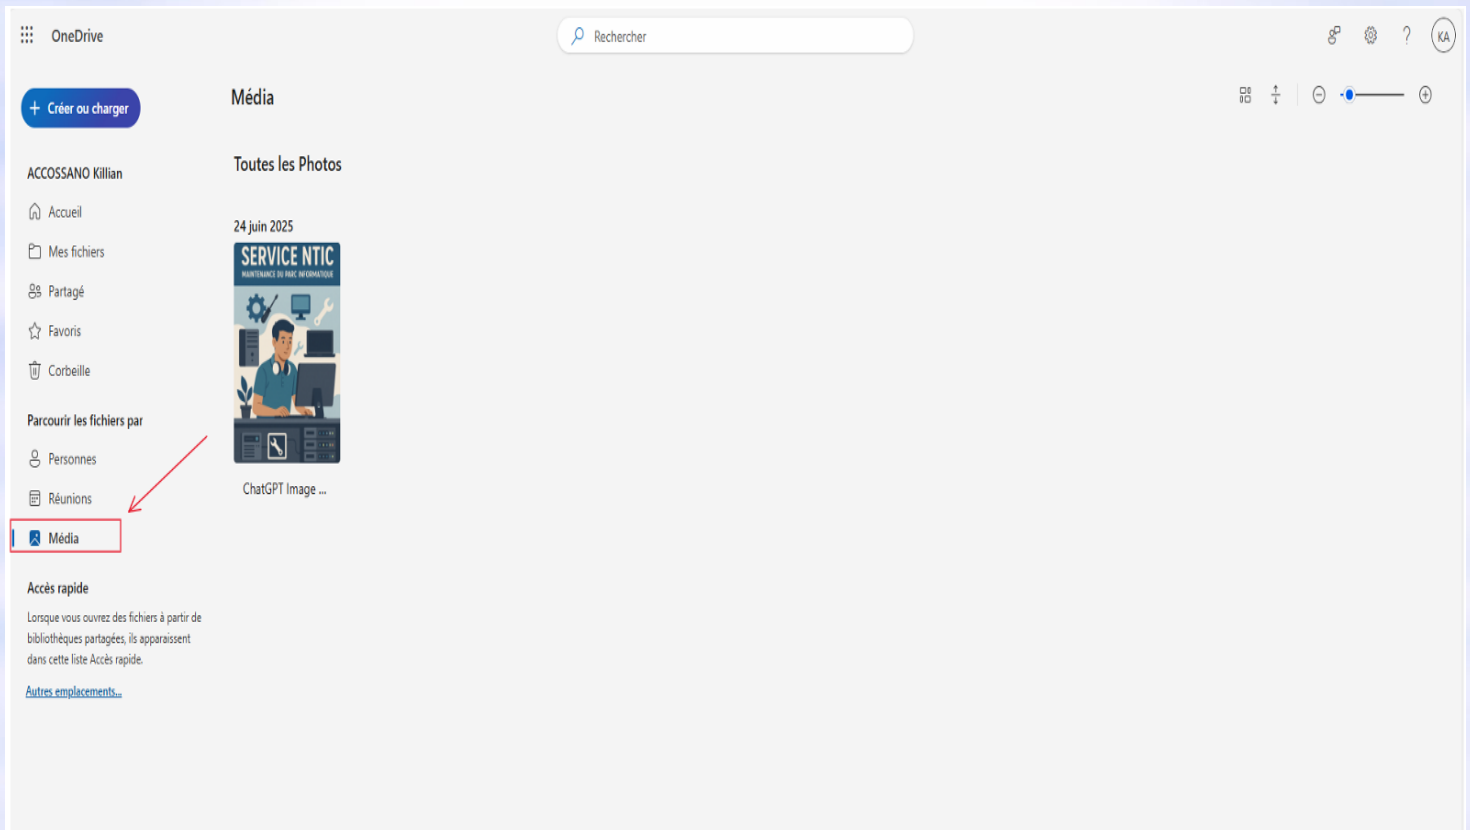 OneDrive
Rechercher
KA
Créer ou charger
Média
Toutes les Photos
ACCOSSANO Killian
Accueil
Mes fichiers
Partagé
Favoris
Corbeille
Parcourir les fichiers par
Personnes
Réunions
Média
Accès rapide
Lorsque vous ouvrez des fichiers à partir de
bibliothèques partagées, ils apparaissent
dans cette liste Accès rapide.
Autres emplacements...
24 juin 2025
SERVICE NTIC
MAINTENANCE DU PARC INFORMATIQUE
ChatGPT Image ...